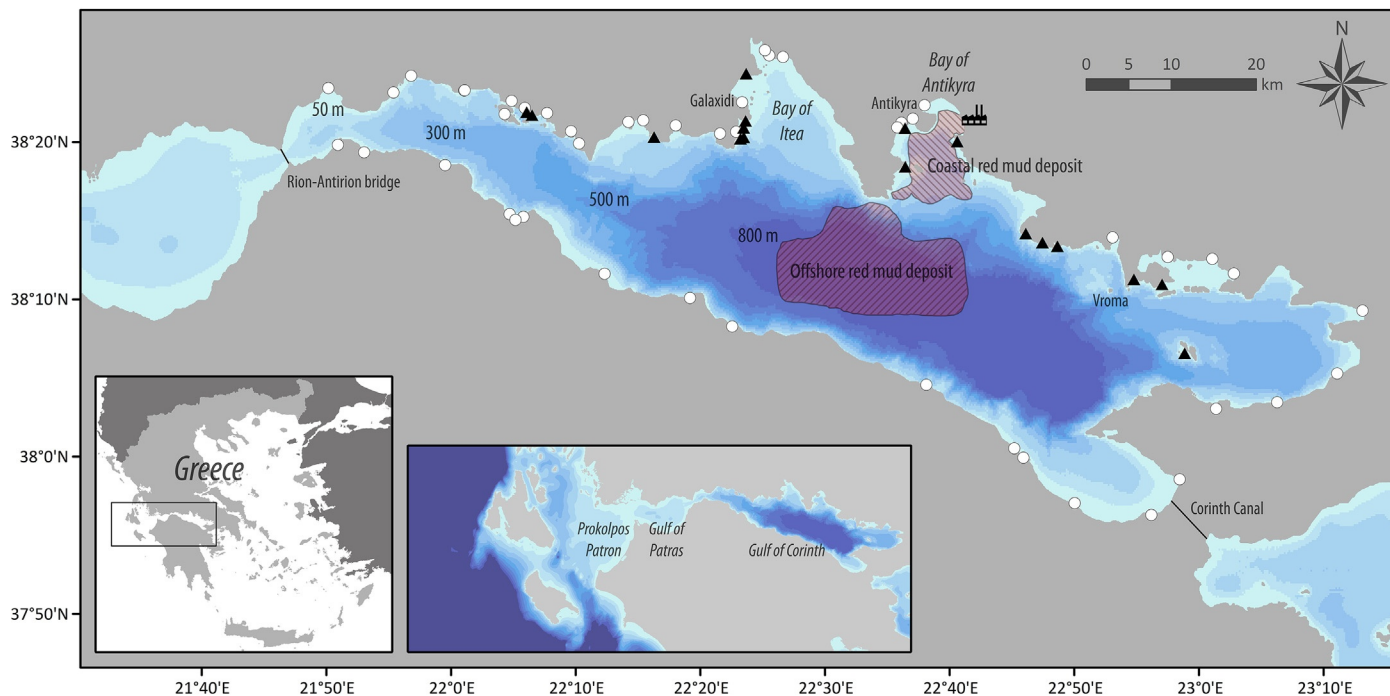 N
0 5 10 20
km
Bay of
Antikyra
Galaxidi
Antikyra
Bay of
Itea
50 m
300 m
Rion-Antirion bridge
Coastal red mud deposit
500 m
800 m
Offshore red mud deposit
Vroma
Corinth Canal
Greece
Prokolpos
Patron
Gulf of
Patras
Gulf of Corinth
38°20'N
38°10'N
38°0'N
37°50'N
21°40'E 21°50'E 22°0'E 22°10'E 22°20'E 22°30'E 22°40'E 22°50'E 23°0'E 23°10'E